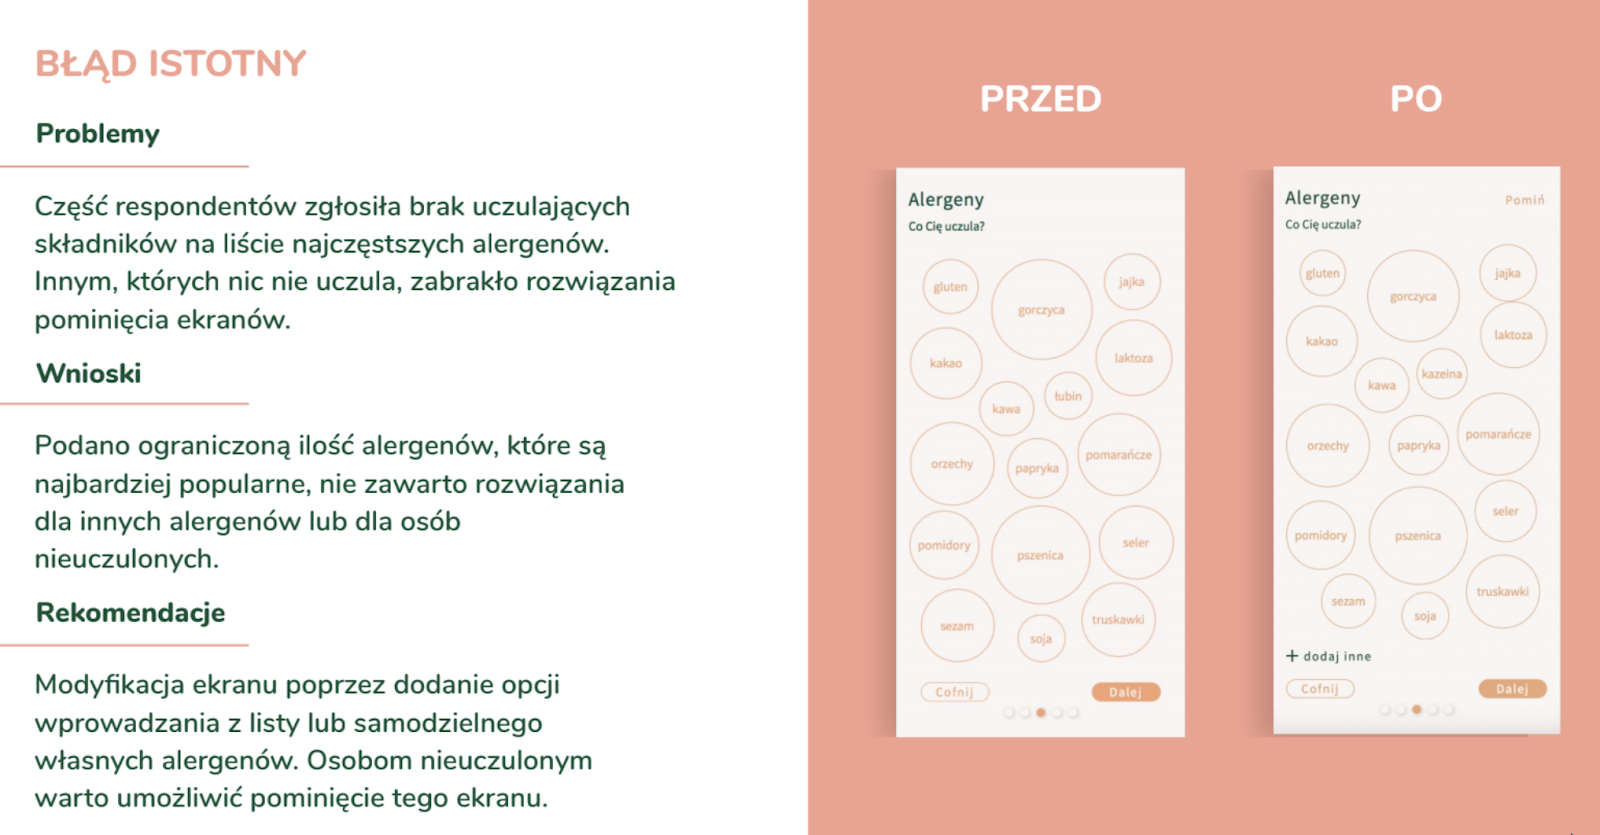 BŁĄD ISTOTNY
Problemy
Część respondentów zgłosiła brak uczulających
składników na liście najczęstszych alergenów.
Innym, których nic nie uczula, zabrakło rozwiązania
pominięcia ekranów.
Wnioski
Podano ograniczoną ilość alergenów, które są
najbardziej popularne, nie zawarto rozwiązania
dla innych alergenów lub dla osób
nieuczulonych.
Rekomendacje
Modyfikacja ekranu poprzez dodanie opcji
wprowadzania z listy lub samodzielnego
własnych alergenów. Osobom nieuczulonym
warto umożliwić pominięcie tego ekranu.
PRZED
Alergeny
Co Cię uczula?
gluten
gorczyca
jajka
kakao
laktoza
kawa
łubin
orzechy
papryka
pomarańcze
pomidory
pszenica
seler
sezam
soja
truskawki
Cofnij
Dalej
PO
Alergeny
Pomiń
Co Cię uczula?
gluten
gorczyca
jajka
kakao
laktoza
kawa
kazeina
orzechy
papryka
pomarańcze
pomidory
pszenica
seler
sezam
soja
truskawki
+ dodaj inne
Cofnij
Dalej